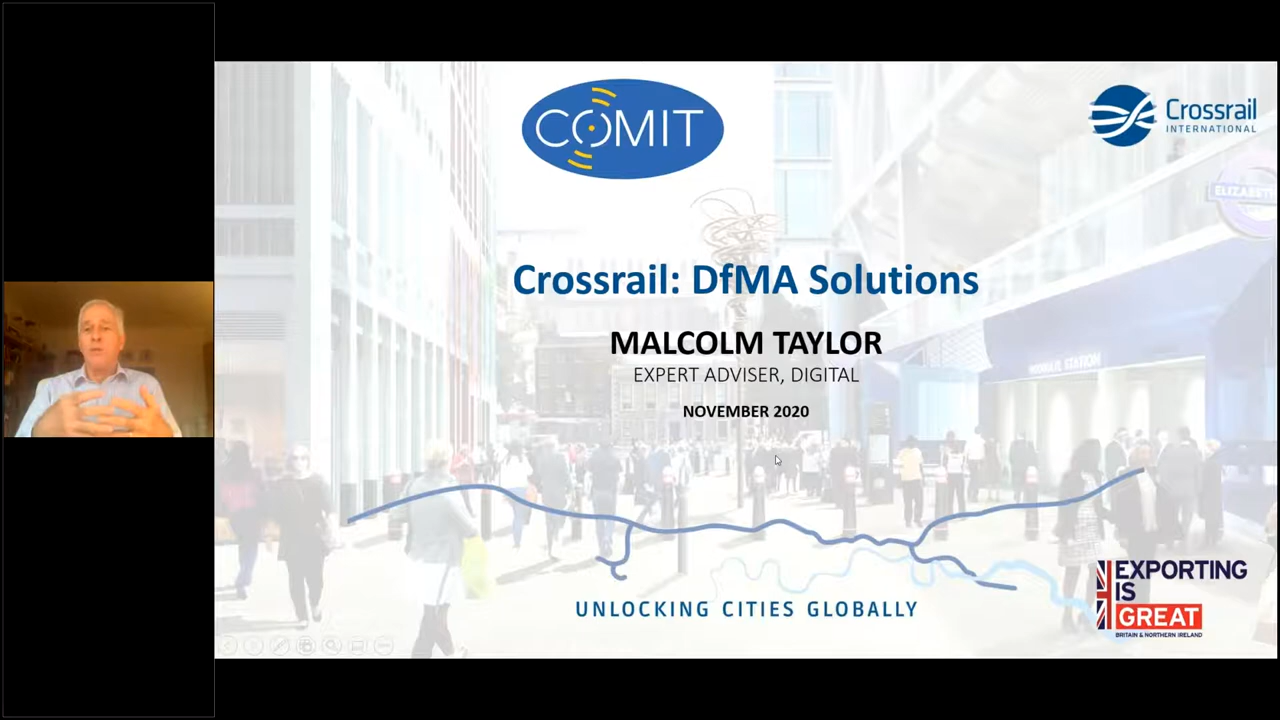 COMIT
Crossrail
INTERNATIONAL
Crossrail: DfMA Solutions
MALCOLM TAYLOR
EXPERT ADVISER, DIGITAL
NOVEMBER 2020
UNLOCKING CITIES GLOBALLY
EXPORTING
IS
GREAT
BRITAIN & NORTHERN IRELAND